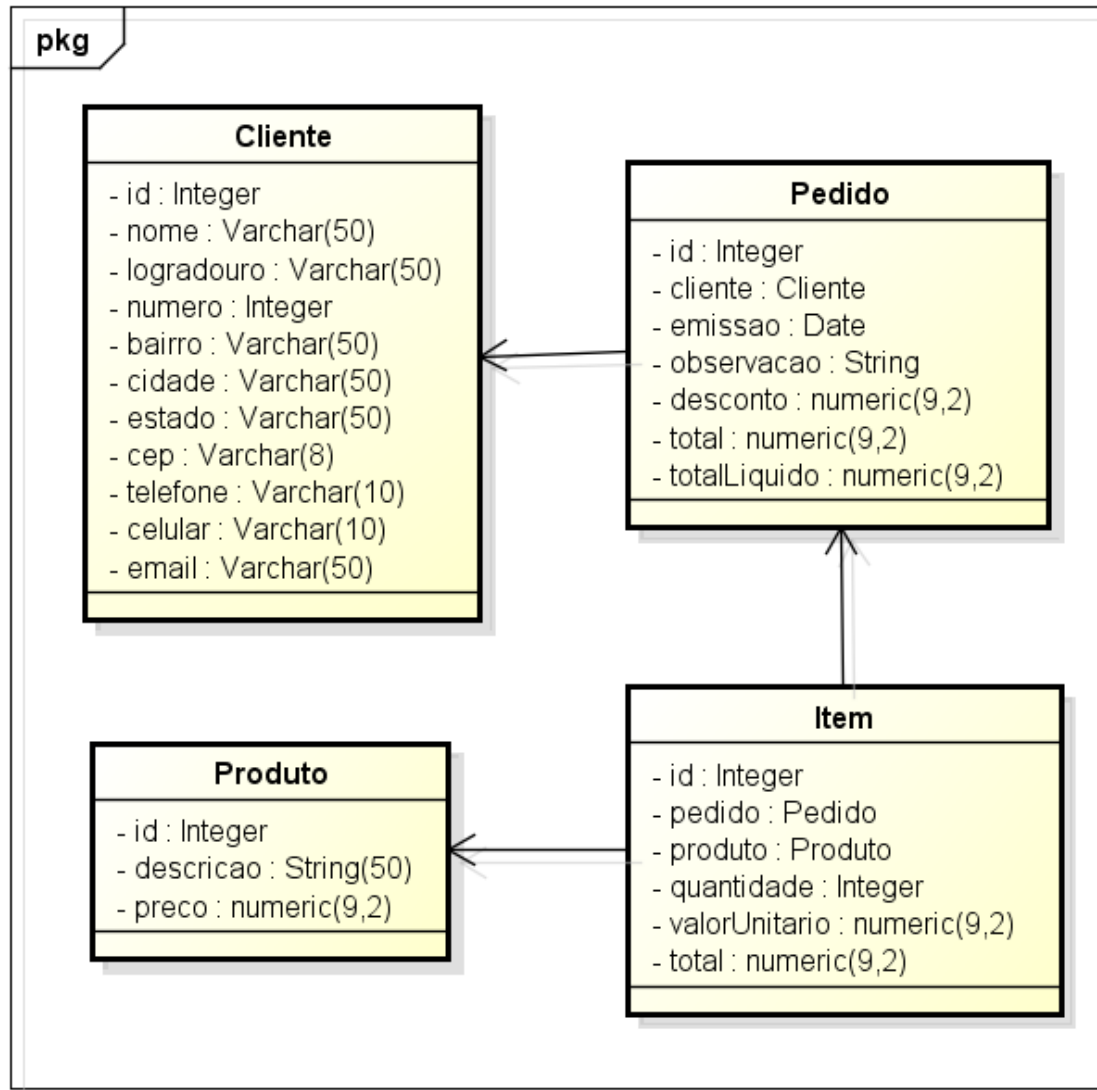 pkg
Cliente
- id : Integer
- nome : Varchar(50)
- logradouro : Varchar(50)
- numero : Integer
- bairro : Varchar(50)
- cidade : Varchar(50)
- estado : Varchar(50)
- cep : Varchar(8)
- telefone : Varchar(10)
- celular : Varchar(10)
- email : Varchar(50)
Pedido
- id : Integer
- cliente : Cliente
- emissao : Date
- observacao : String
- desconto : numeric(9,2)
- total : numeric(9,2)
- totalLiquido : numeric(9,2)
Produto
- id : Integer
- descricao : String(50)
- preco : numeric(9,2)
Item
- id : Integer
- pedido : Pedido
- produto : Produto
- quantidade : Integer
- valorUnitario : numeric(9,2)
- total : numeric(9,2)